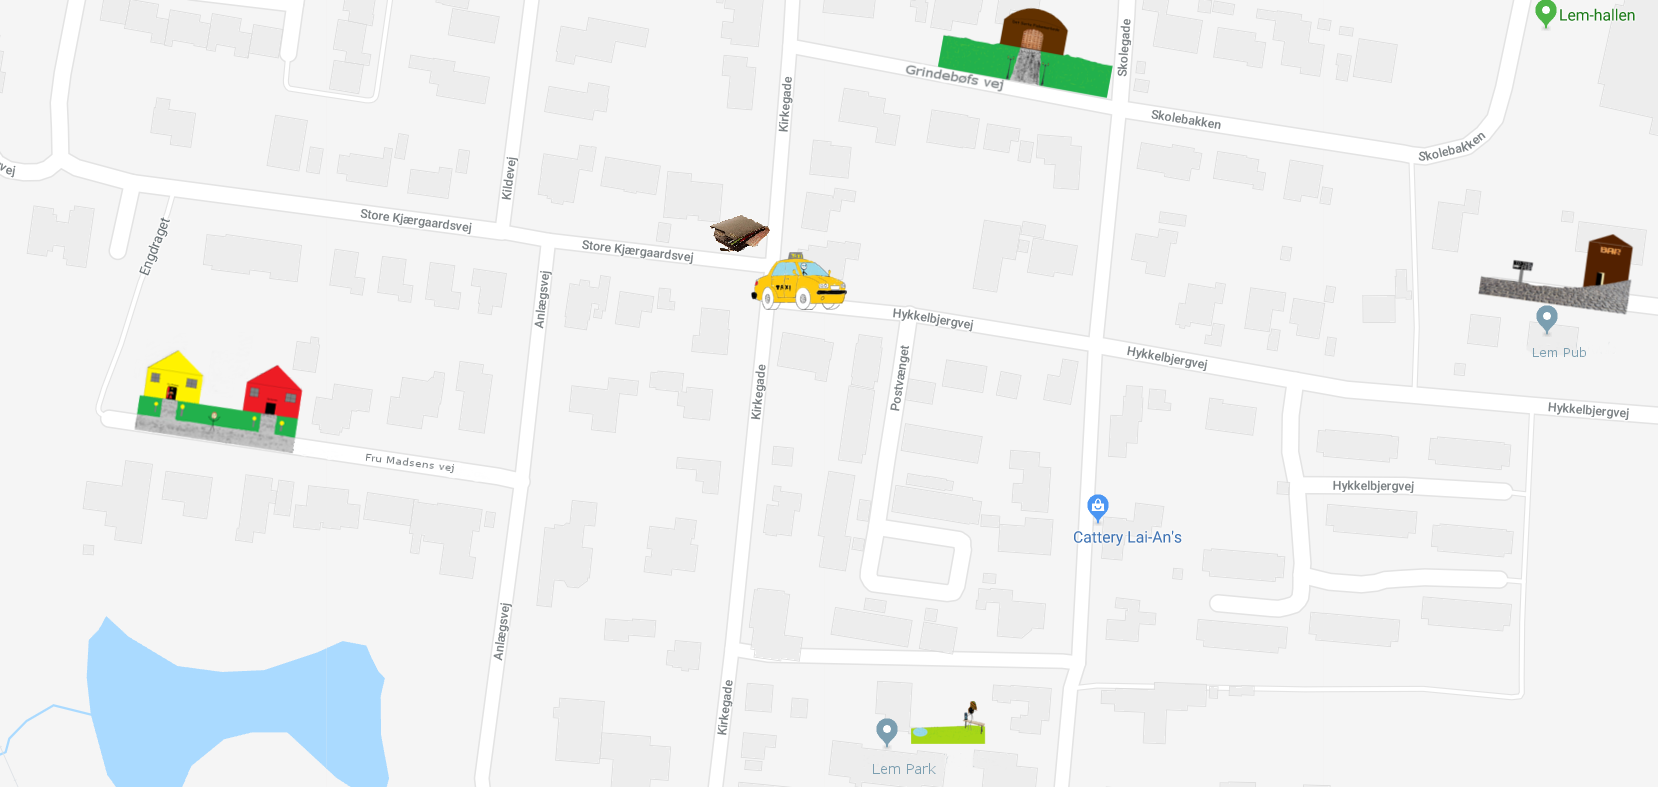 Lem-hallen
Skolegade
Grindebøfs vej
Kirkegade
Skolebakken
Skolebakken
vej
Kildevej
Store Kjærgaardsvej
Engdraget
Store Kjærgaardsvej
BAR
TAXI
Anlægsvej
Hykkelbjergvej
Lem Pub
Hykkelbjergvej
Postvænget
Kirkegade
Hykkelbjergvej
Fru Madsens vej
Hykkelbjergvej
Cattery Lai-An's
Anlægsvej
Kirkegade
Lem Park